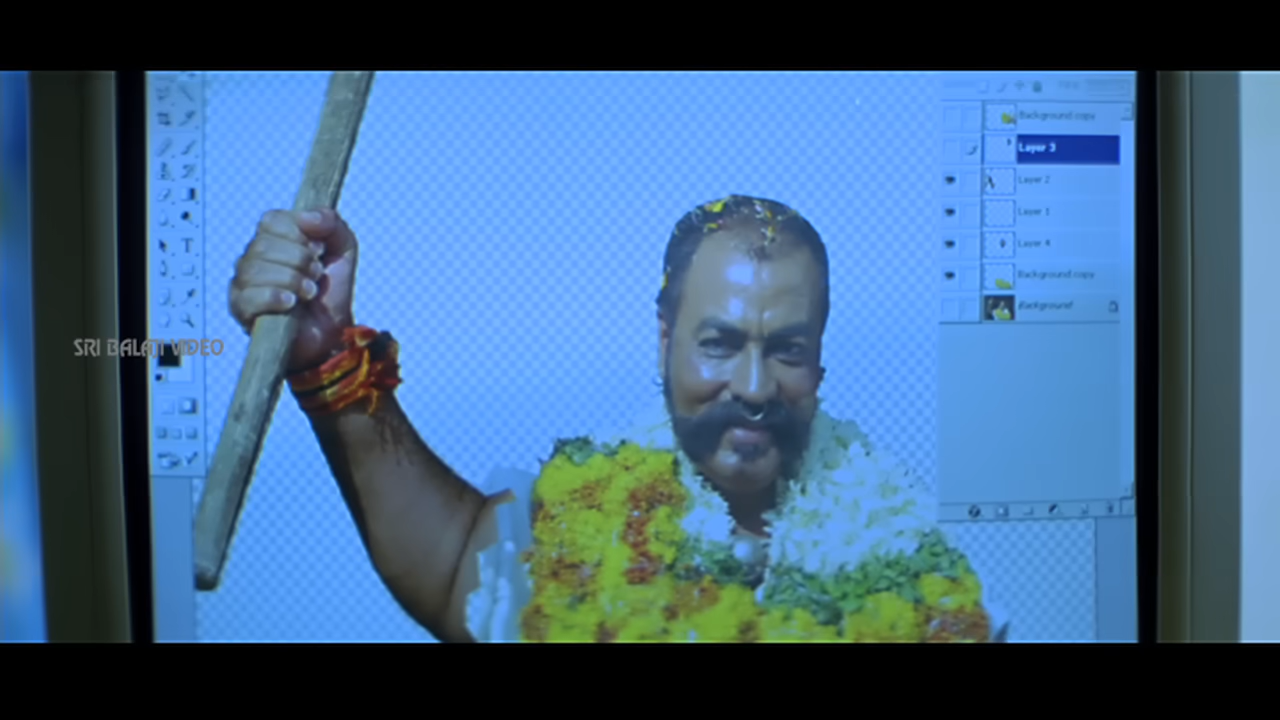 Background copy
Layer 3
Layer 2
Layer 1
Layer 4
Background copy
Background
T
SRI BALAJI VIDEO